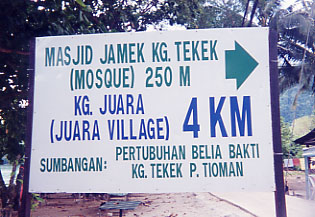 MASJID JAMEK KG. TEKEK
(MOSQUE) 250 M
KG. JUARA
(JUARA VILLAGE) 4 KM
SUMBANGAN: PERTUBUHAN BELIA BAKTI
KG. TEKEK P. TIOMAN